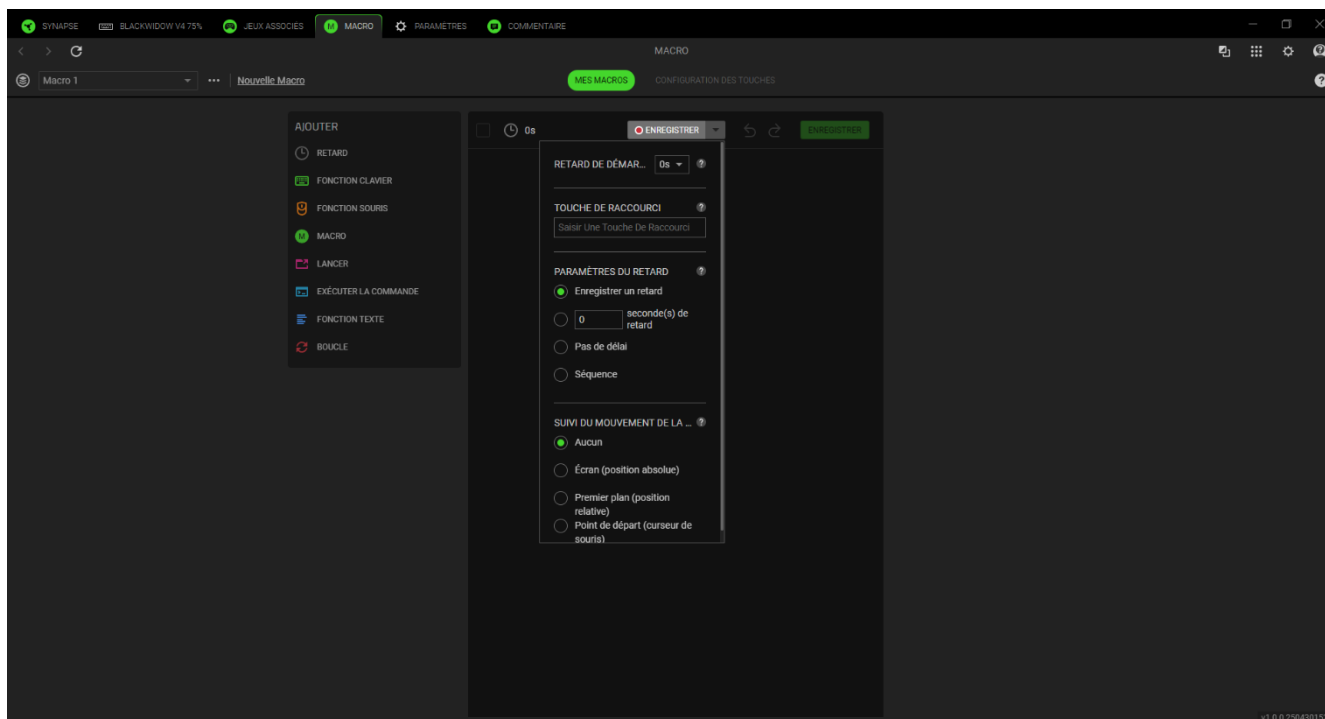 SYNAPSE BLACKWIDOW V4 75% JEUX ASSOCIÉS M MACRO PARAMÈTRES COMMENTAIRE
MACRO
Macro 1 Nouvelle Macro MES MACROS CONFIGURATION DES TOUCHES
AJOUTER
RETARD
FONCTION CLAVIER
FONCTION SOURIS
M MACRO
LANCER
EXÉCUTER LA COMMANDE
FONCTION TEXTE
BOUCLE
0s ENREGISTRER ENREGISTRER
RETARD DE DÉMAR... 0s ?
TOUCHE DE RACCOURCI ?
Saisir Une Touche De Raccourci
PARAMÈTRES DU RETARD ?
Enregistrer un retard
0 seconde(s) de
retard
Pas de délai
Séquence
SUIVI DU MOUVEMENT DE LA ... ?
Aucun
Écran (position absolue)
Premier plan (position
relative)
Point de départ (curseur de
souris)